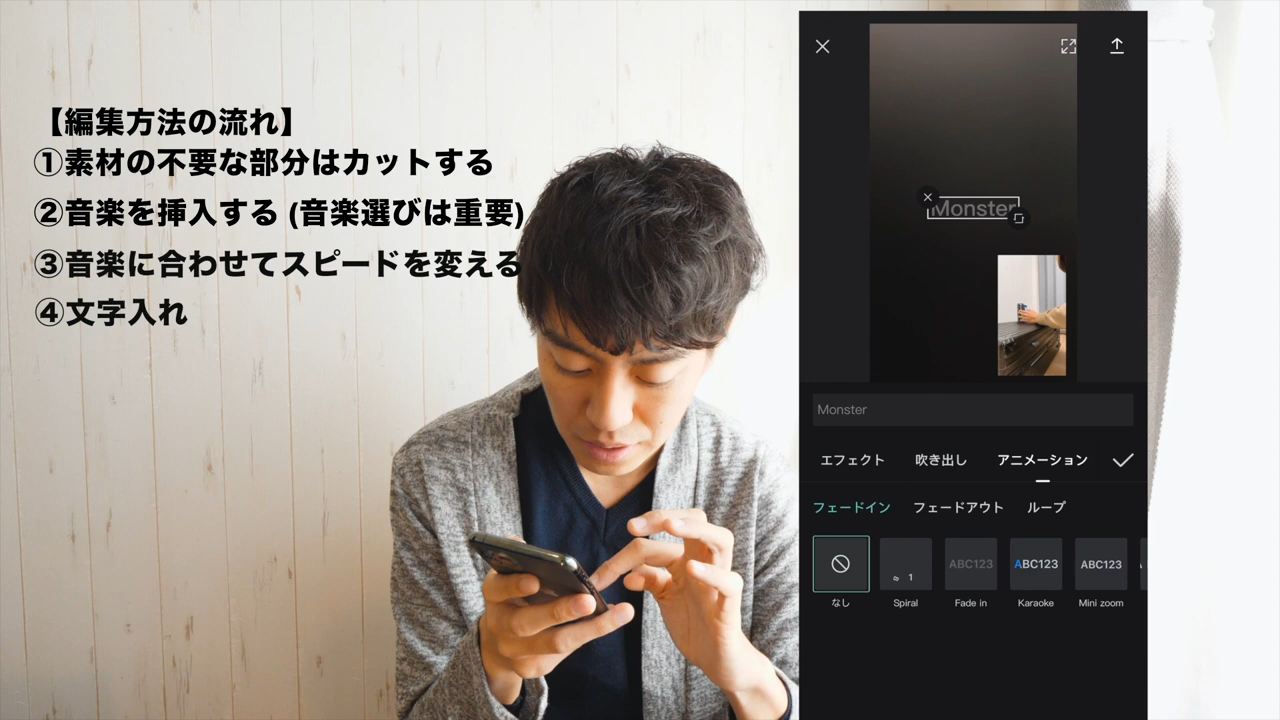 【編集方法の流れ】
①素材の不要な部分はカットする
②音楽を挿入する (音楽選びは重要)
③音楽に合わせてスピードを変える
④文字入れ
Monster
Monster
エフェクト 吹き出し アニメーション
フェードイン フェードアウト ループ
1 ABC123 ABC123 ABC123
なし Spiral Fade in Karaoke Mini zoom